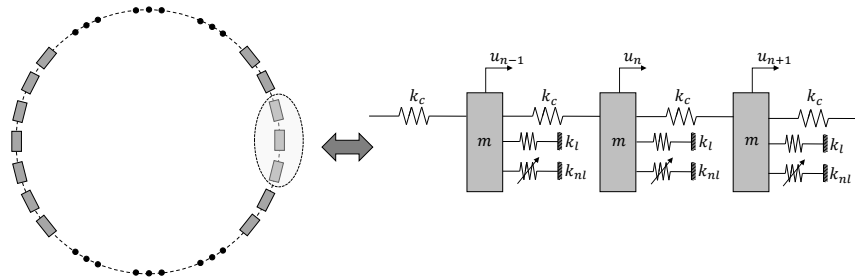 u_{n-1} u_n u_{n+1}
k_c k_c k_c k_c
m k_l m k_l m k_l
k_{nl} k_{nl} k_{nl}